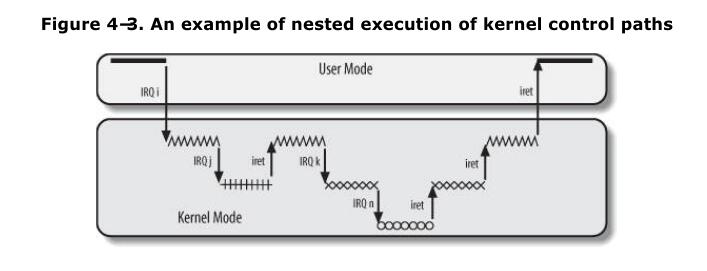 Figure 4-3. An example of nested execution of kernel control paths
User Mode
IRQ i
iret
IRQ j
iret
IRQ k
iret
IRQ n
iret
Kernel Mode